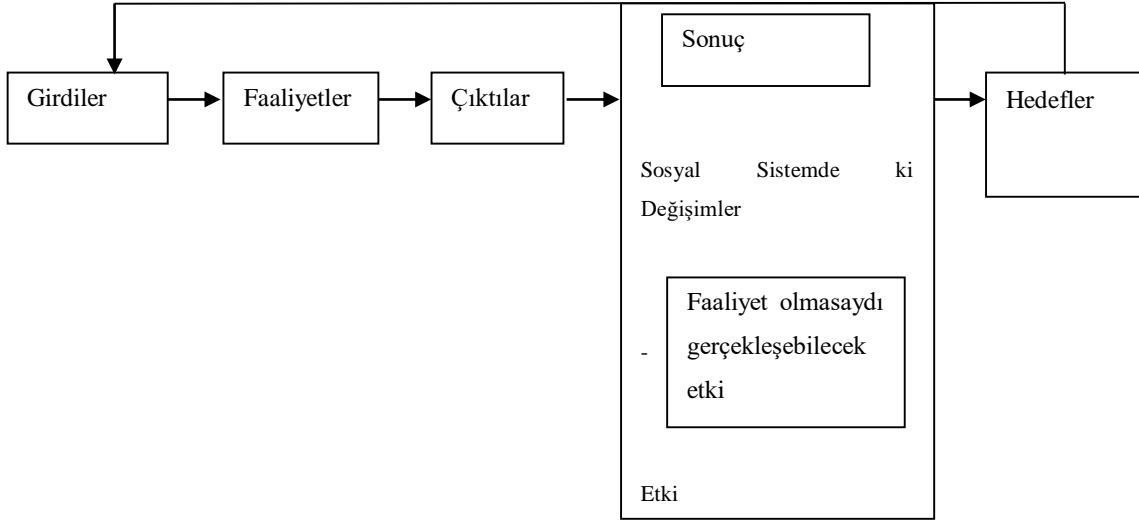 Girdiler
Faaliyetler
Çıktılar
Sonuç
Sosyal Sistemde ki
Değişimler
- 
Faaliyet olmasaydı
gerçekleşebilecek
etki
Etki
Hedefler